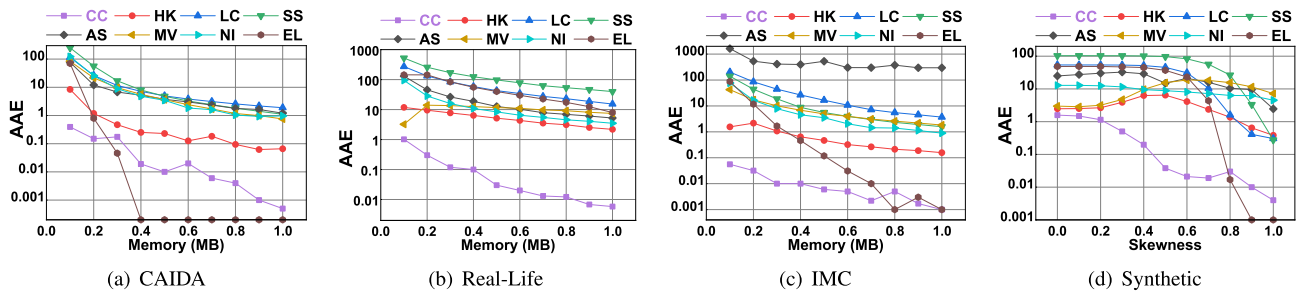 CC HK LC SS
AS MV NI EL
100
10
1
0.1
0.01
0.001
AAE
0.0 0.2 0.4 0.6 0.8 1.0
Memory (MB)
(a) CAIDA
CC HK LC SS
AS MV NI EL
1000
100
10
1
0.1
0.01
AAE
0.0 0.2 0.4 0.6 0.8 1.0
Memory (MB)
(b) Real-Life
CC HK LC SS
AS MV NI EL
1000
100
10
1
0.1
0.01
0.001
AAE
0.0 0.2 0.4 0.6 0.8 1.0
Memory (MB)
(c) IMC
CC HK LC SS
AS MV NI EL
100
10
1
0.1
0.01
0.001
AAE
0.0 0.2 0.4 0.6 0.8 1.0
Skewness
(d) Synthetic